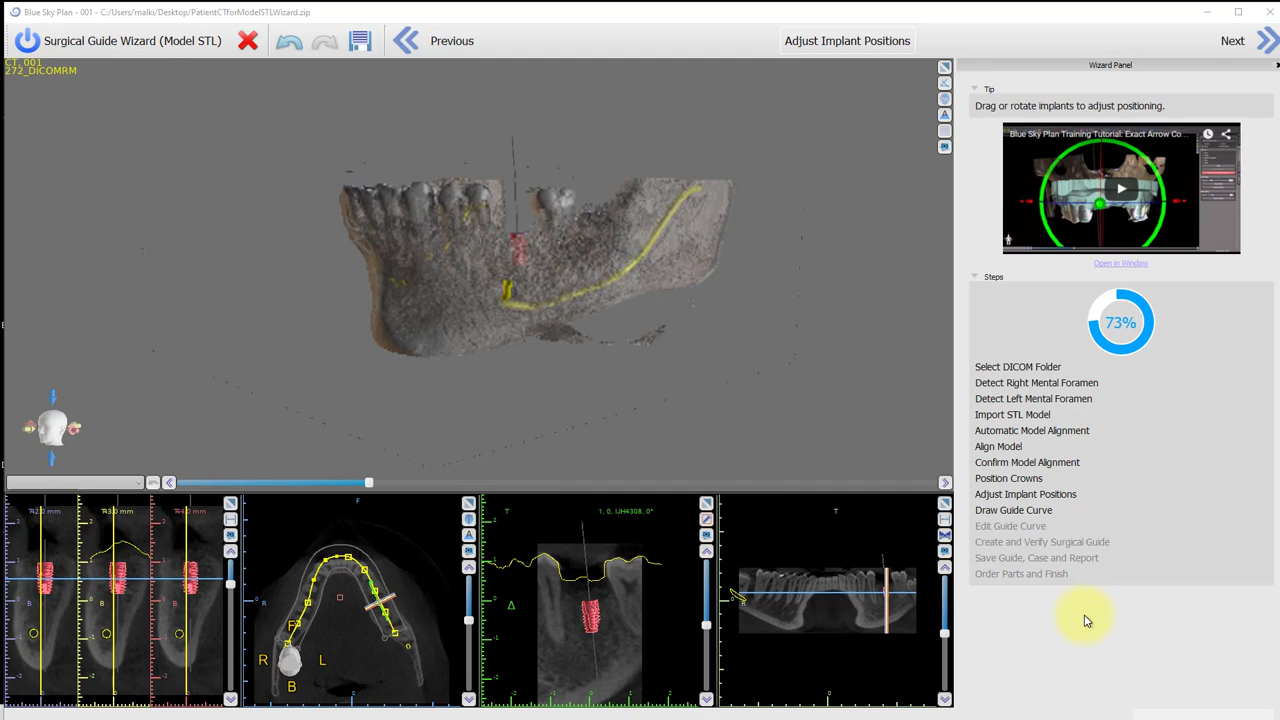 Blue Sky Plan - 001 - C:/Users/malki/Desktop/PatientCTforModelSTLWizard.zip
Surgical Guide Wizard (Model STL)
Previous
Adjust Implant Positions
Next
CT, 001
272_DICOMRM
Wizard Panel
Tip
Drag or rotate implants to adjust positioning.
Blue Sky Plan Training Tutorial: Exact Arrow Co...
Open in Window
Steps
73%
Select DICOM Folder
Detect Right Mental Foramen
Detect Left Mental Foramen
Import STL Model
Automatic Model Alignment
Align Model
Confirm Model Alignment
Position Crowns
Adjust Implant Positions
Draw Guide Curve
Edit Guide Curve
Create and Verify Surgical Guide
Save Guide, Case and Report
Order Parts and Finish
F
T
1, 0, IJH4308, 0°
T
R
F
R
L
B